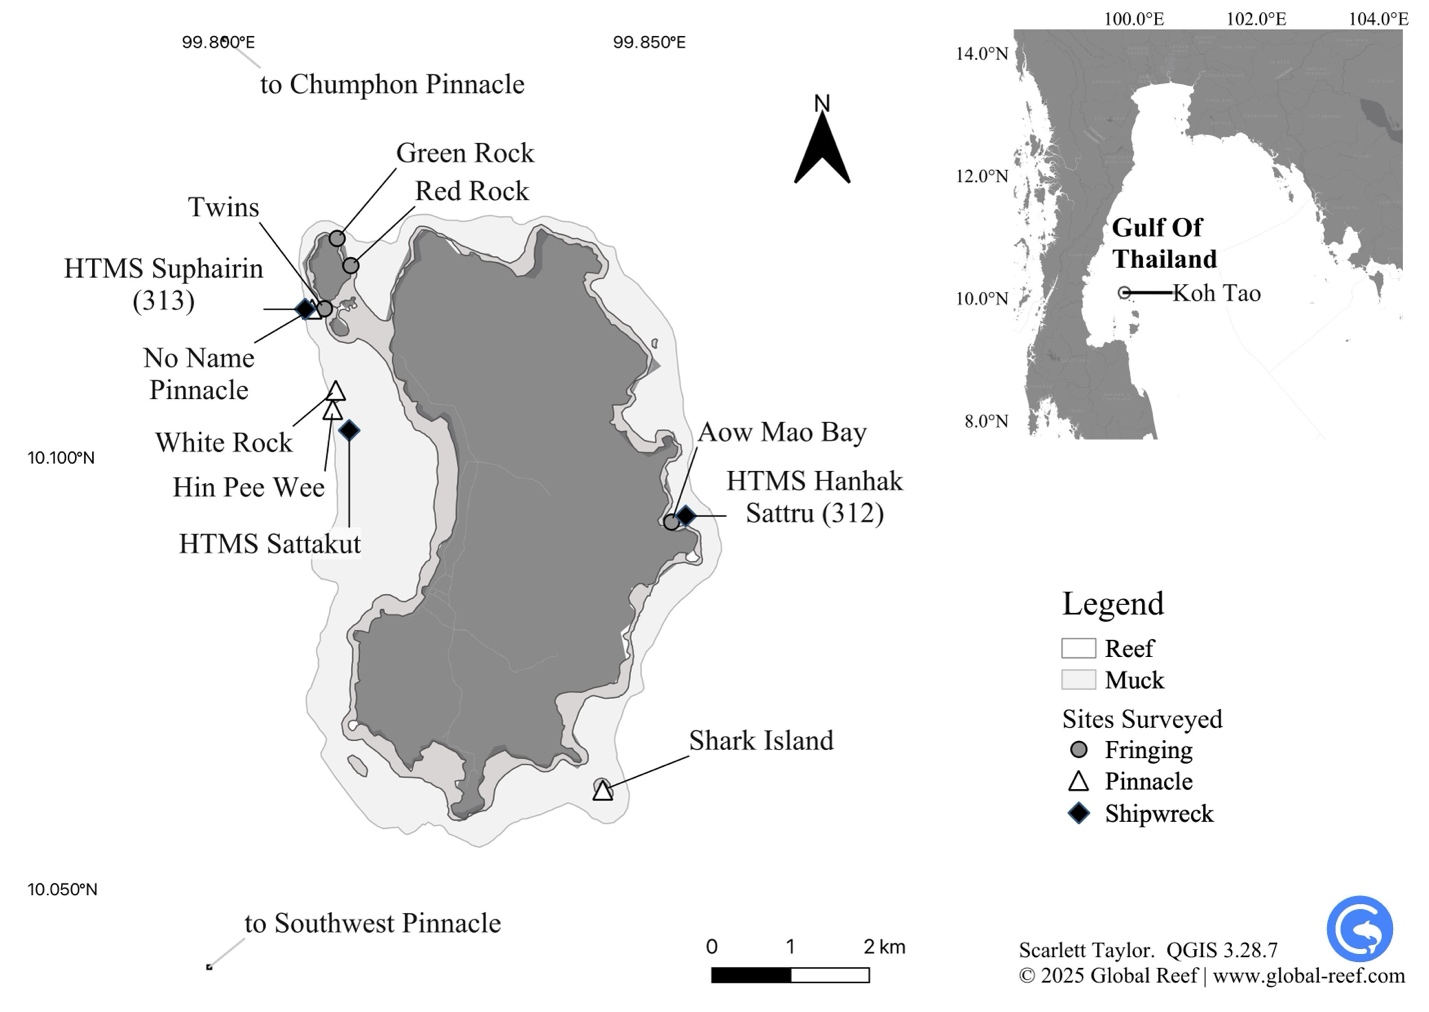 99.800°E
99.850°E
to Chumphon Pinnacle
N
Green Rock
Red Rock
Twins
HTMS Suphairin
(313)
No Name
Pinnacle
White Rock
Hin Pee Wee
HTMS Sattakut
10.100°N
Aow Mao Bay
HTMS Hanhak
Sattru (312)
Shark Island
10.050°N
to Southwest Pinnacle
0 1 2 km
100.0°E 102.0°E 104.0°E
14.0°N
12.0°N
10.0°N
8.0°N
Gulf Of
Thailand
Koh Tao
Legend
Reef
Muck
Sites Surveyed
Fringing
Pinnacle
Shipwreck
Scarlett Taylor. QGIS 3.28.7
© 2025 Global Reef | www.global-reef.com